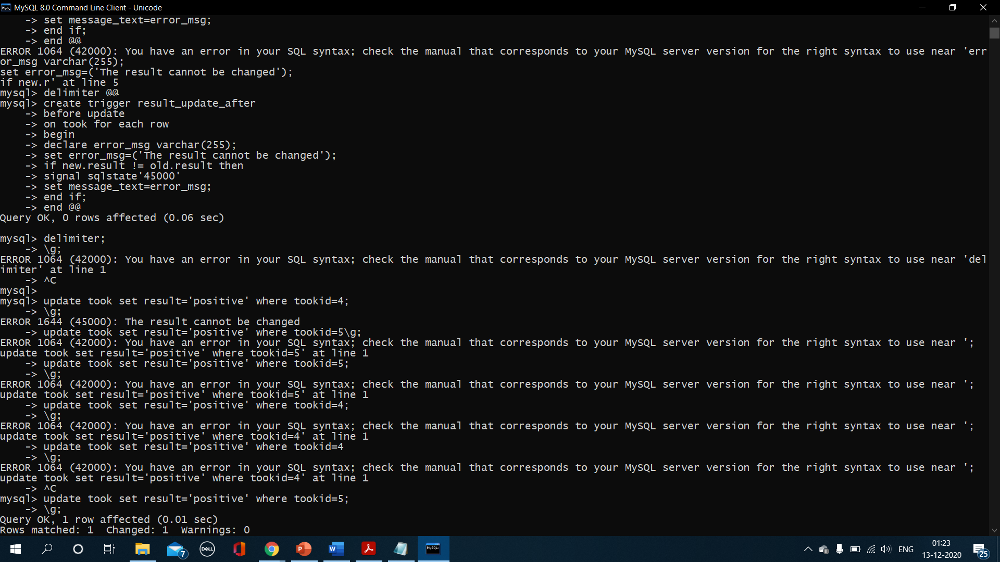 MySQL 8.0 Command Line Client - Unicode
    -> set message_text=error_msg;
    -> end if;
    -> end @@
ERROR 1064 (42000): You have an error in your SQL syntax; check the manual that corresponds to your MySQL server version for the right syntax to use near 'err
or_msg varchar(255);
set error_msg=('The result cannot be changed');
if new.r' at line 5
mysql> delimiter @@
mysql> create trigger result_update_after
    -> before update
    -> on took for each row
    -> begin
    -> declare error_msg varchar(255);
    -> set error_msg=('The result cannot be changed');
    -> if new.result != old.result then
    -> signal sqlstate'45000'
    -> set message_text=error_msg;
    -> end if;
    -> end @@
Query OK, 0 rows affected (0.06 sec)

mysql> delimiter;
    -> \g;
ERROR 1064 (42000): You have an error in your SQL syntax; check the manual that corresponds to your MySQL server version for the right syntax to use near 'del
imiter' at line 1
    -> ^C
mysql>
mysql> update took set result='positive' where tookid=4;
    -> \g;
ERROR 1644 (45000): The result cannot be changed
    -> update took set result='positive' where tookid=5\g;
ERROR 1064 (42000): You have an error in your SQL syntax; check the manual that corresponds to your MySQL server version for the right syntax to use near ';
update took set result='positive' where tookid=5' at line 1
    -> update took set result='positive' where tookid=5;
    -> \g;
ERROR 1064 (42000): You have an error in your SQL syntax; check the manual that corresponds to your MySQL server version for the right syntax to use near ';
update took set result='positive' where tookid=5' at line 1
    -> update took set result='positive' where tookid=4;
    -> \g;
ERROR 1064 (42000): You have an error in your SQL syntax; check the manual that corresponds to your MySQL server version for the right syntax to use near ';
update took set result='positive' where tookid=4' at line 1
    -> update took set result='positive' where tookid=4
    -> \g;
ERROR 1064 (42000): You have an error in your SQL syntax; check the manual that corresponds to your MySQL server version for the right syntax to use near ';
update took set result='positive' where tookid=4' at line 1
    -> ^C
mysql> update took set result='positive' where tookid=5;
    -> \g;
Query OK, 1 row affected (0.01 sec)
Rows matched: 1  Changed: 1  Warnings: 0
7
DELL
P
W
MySQL
ENG
01:23
13-12-2020
25